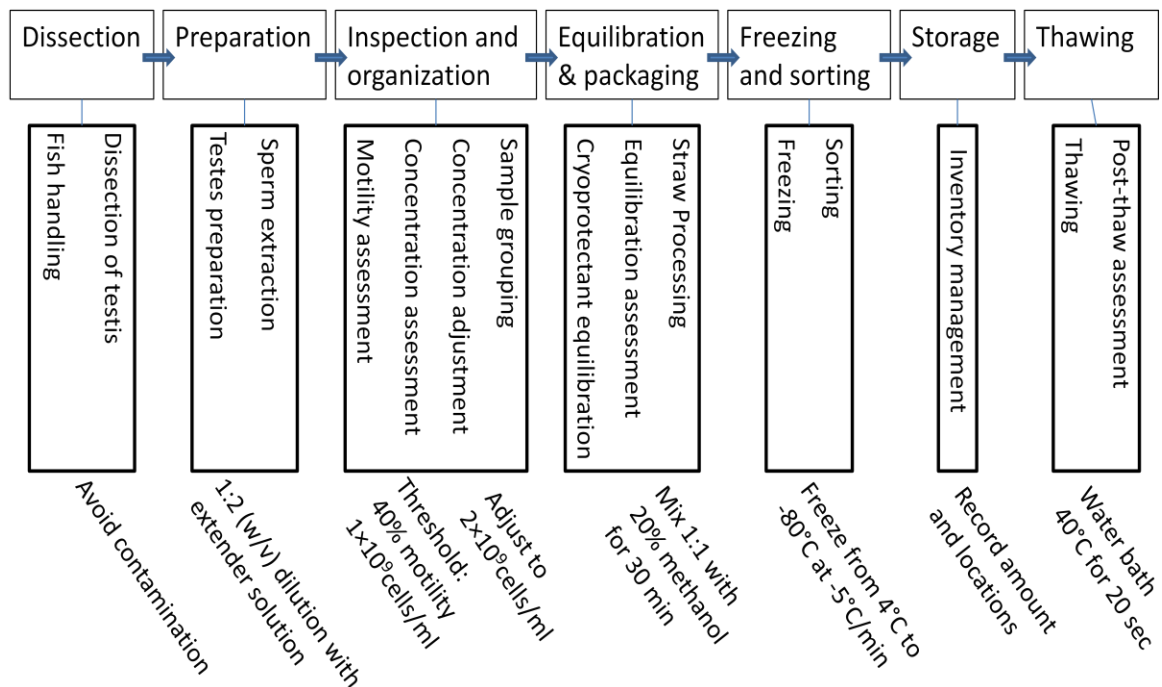 Dissection
Preparation
Inspection and
organization
Equilibration
& packaging
Freezing
and sorting
Storage
Thawing
Dissection of testis
Fish handling
Sperm extraction
Testes preparation
Sample grouping
Concentration adjustment
Concentration assessment
Motility assessment
Straw Processing
Equilibration assessment
Cryoprotectant equilibration
Sorting
Freezing
Inventory management
Post-thaw assessment
Thawing
Avoid contamination
1:2 (w/v) dilution with
extender solution
Adjust to
2×10⁹cells/ml
Threshold:
40% motility
1×10⁹cells/ml
Mix 1:1 with
20% methanol
for 30 min
Freeze from 4°C to
-80°C at -5°C/min
Record amount
and locations
Water bath
40°C for 20 sec